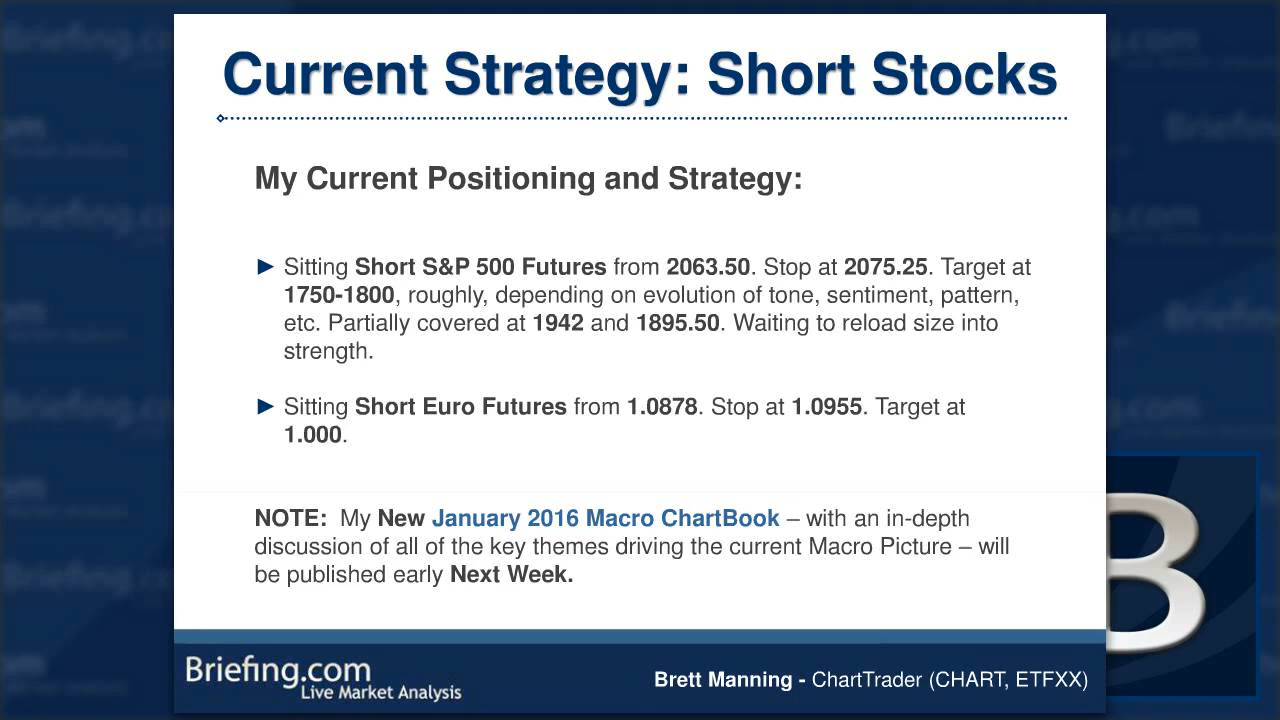 Current Strategy: Short Stocks
My Current Positioning and Strategy:
► Sitting Short S&P 500 Futures from 2063.50. Stop at 2075.25. Target at
1750-1800, roughly, depending on evolution of tone, sentiment, pattern,
etc. Partially covered at 1942 and 1895.50. Waiting to reload size into
strength.
► Sitting Short Euro Futures from 1.0878. Stop at 1.0955. Target at
1.000.
NOTE: My New January 2016 Macro ChartBook – with an in-depth
discussion of all of the key themes driving the current Macro Picture – will
be published early Next Week.
Briefing.com
Live Market Analysis
Brett Manning - ChartTrader (CHART, ETFXX)
B